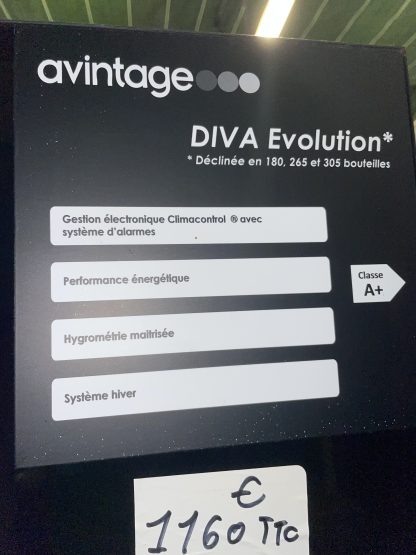 avintage
DIVA Evolution*
* Déclinée en 180, 265 et 305 bouteilles
Gestion électronique Climacontrol ® avec
système d'alarmes
Performance énergétique
Classe
A+
Hygrométrie maitrisée
Système hiver
€
1160 TTC